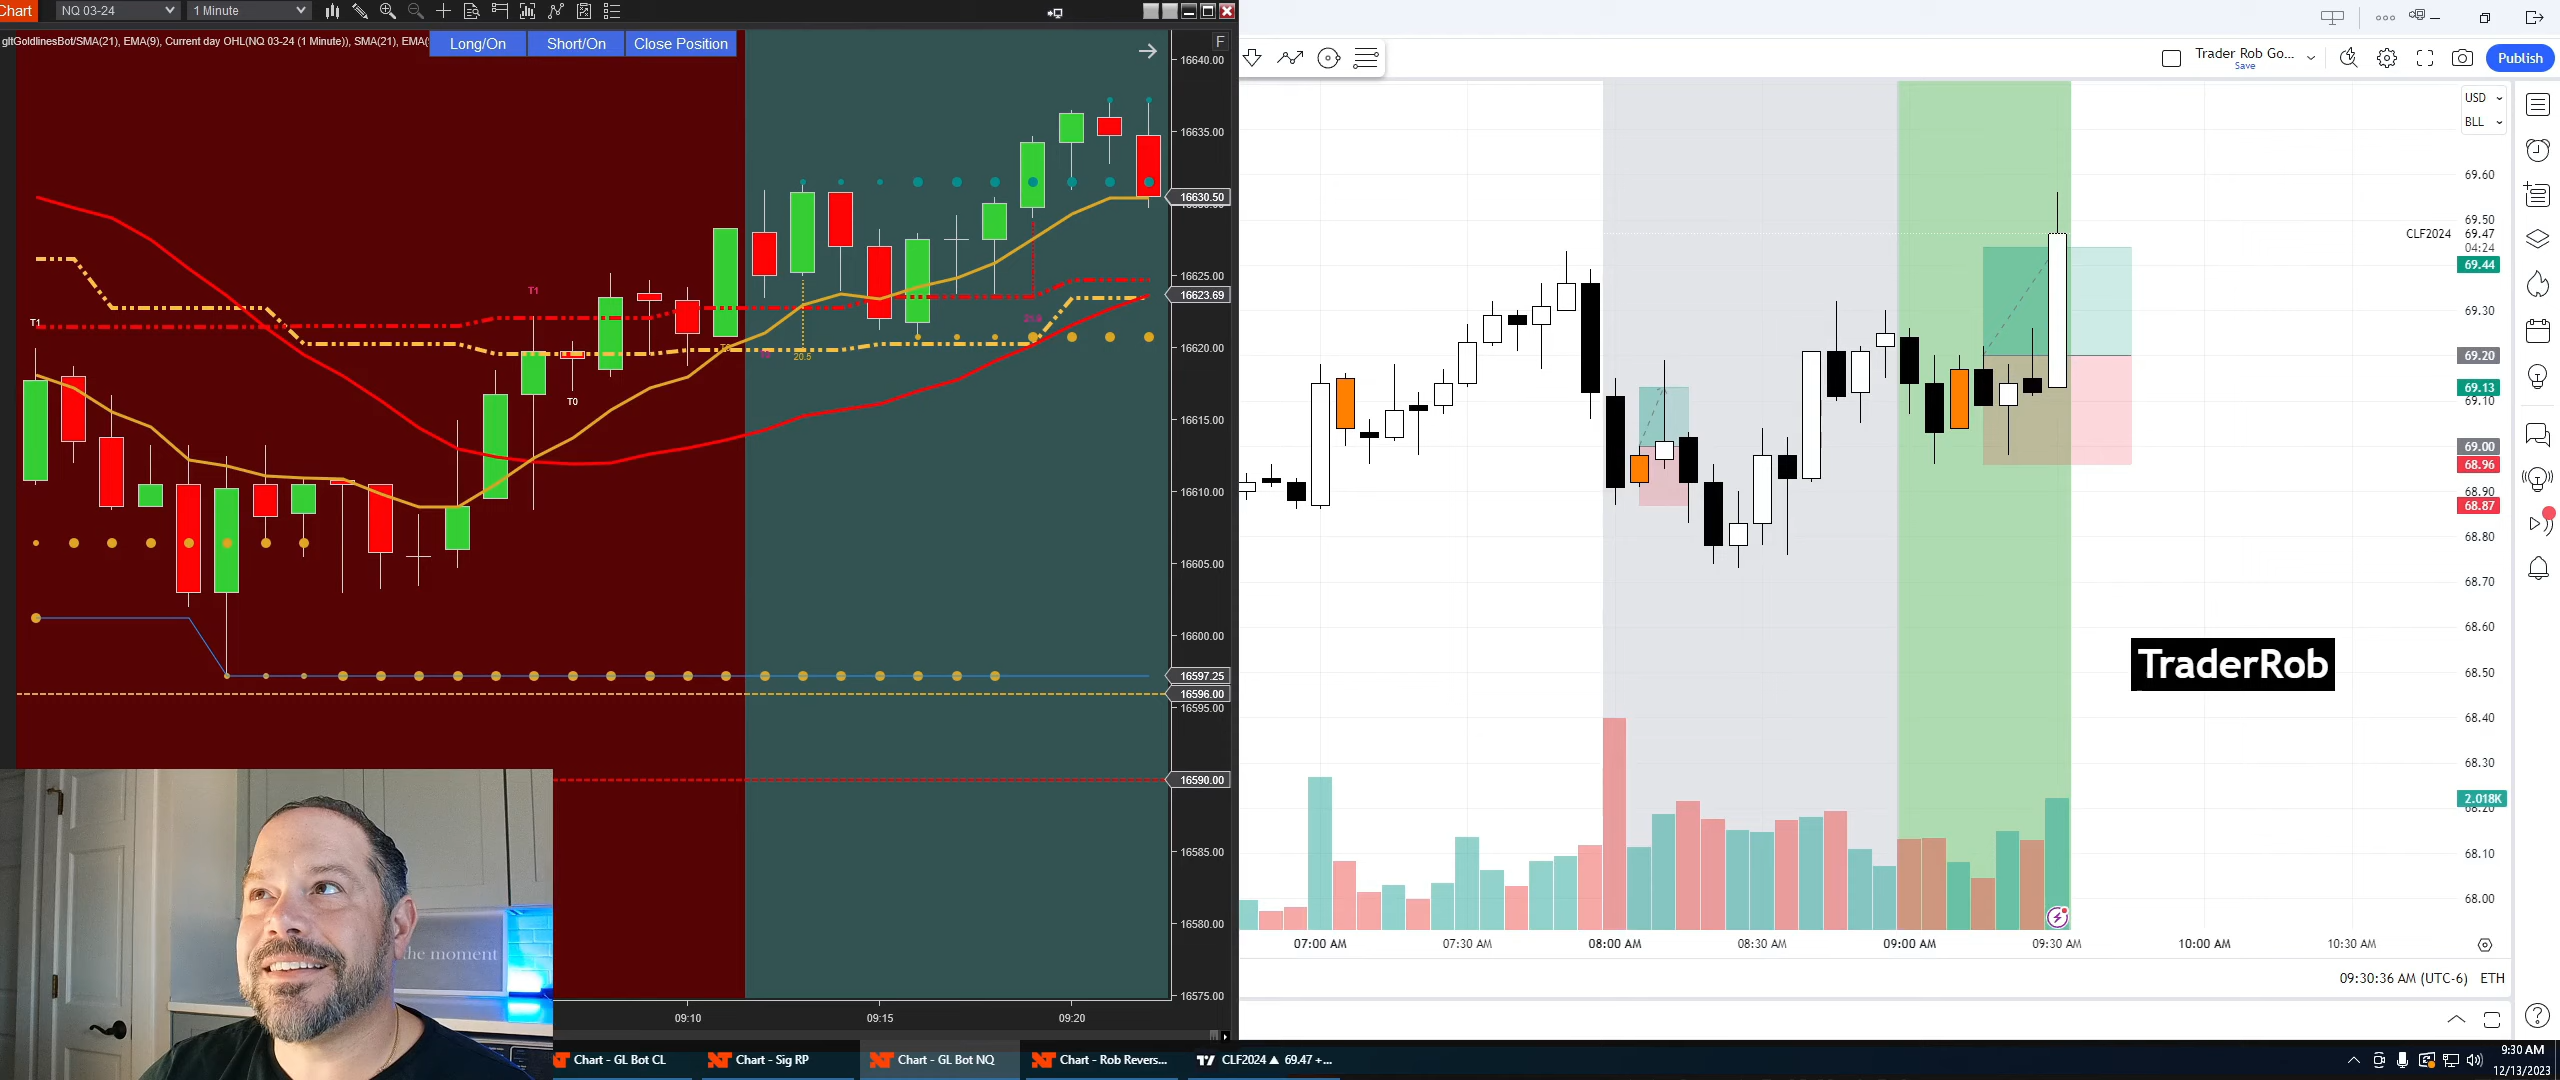 Chart
NQ 03-24
1 Minute
gltGoldlinesBot/SMA(21), EMA(9), Current day OHL(NQ 03-24 (1 Minute)), SMA(21), EMA(
Long/On
Short/On
Close Position
F
16640.00
16635.00
16630.50
16625.00
16623.69
16620.00
16615.00
16610.00
16605.00
16600.00
16597.25
16596.00
16595.00
16590.00
16585.00
16580.00
16575.00
T1
T1
T0
20.5
09:10
09:15
09:20
the moment
Trader Rob Go...
Save
Publish
USD
BLL
69.60
69.50
CLF2024
69.47
04:24
69.44
69.30
69.20
69.13
69.10
69.00
68.96
68.90
68.87
68.80
68.70
68.60
68.50
68.40
68.30
2.018K
68.20
68.10
68.00
TraderRob
07:00 AM
07:30 AM
08:00 AM
08:30 AM
09:00 AM
09:30 AM
10:00 AM
10:30 AM
09:30:36 AM (UTC-6)
ETH
Chart - GL Bot CL
Chart - Sig RP
Chart - GL Bot NQ
Chart - Rob Revers...
CLF2024 ▲ 69.47 +...
9:30 AM
12/13/2023